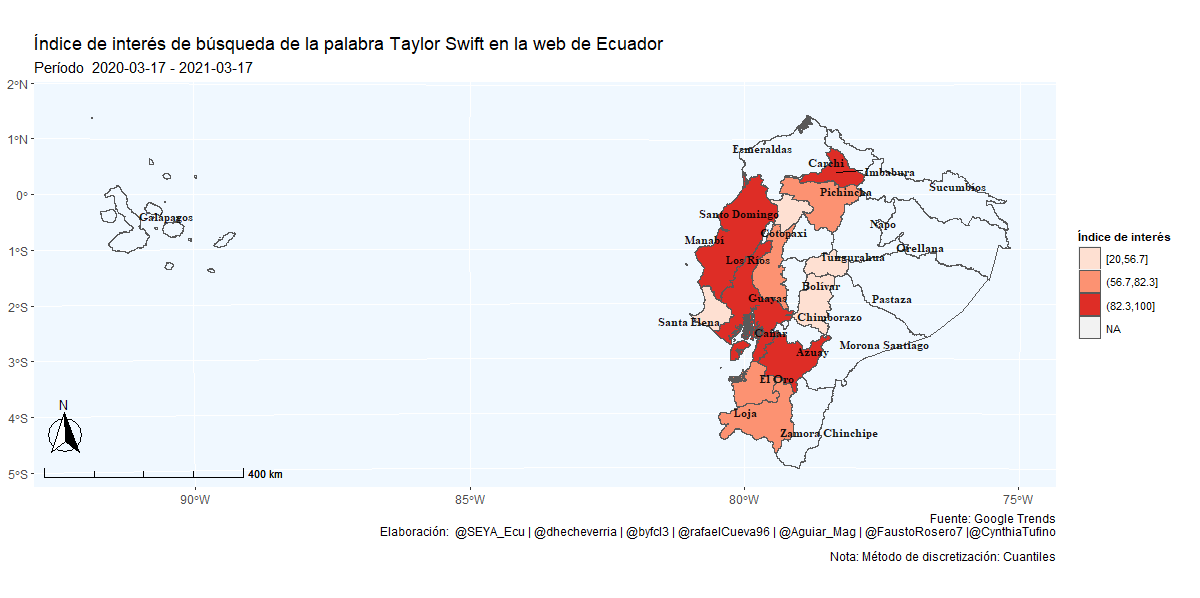 Índice de interés de búsqueda de la palabra Taylor Swift en la web de Ecuador
Período  2020-03-17 - 2021-03-17
2°N
1°N
0°
1°S
2°S
3°S
4°S
5°S
Esmeraldas
Carchi
Imbabura
Sucumbios
Pichincha
Galápagos
Santo Domingo
Napo
Manabi
Cotopaxi
Orellana
Los Rios
Tungurahua
Bolivar
Guayas
Pastaza
Santa Elena
Chimborazo
Cañar
Morona Santiago
Azuay
El Oro
Loja
Zamora Chinchipe
N
400 km
90°W
85°W
80°W
75°W
Índice de interés
[20,56.7]
(56.7,82.3]
(82.3,100]
NA
Fuente: Google Trends
Elaboración:  @SEYA_Ecu | @dhecheverria | @byfcl3 | @rafaelCueva96 | @Aguiar_Mag | @FaustoRosero7 |@CynthiaTufino
Nota: Método de discretización: Cuantiles